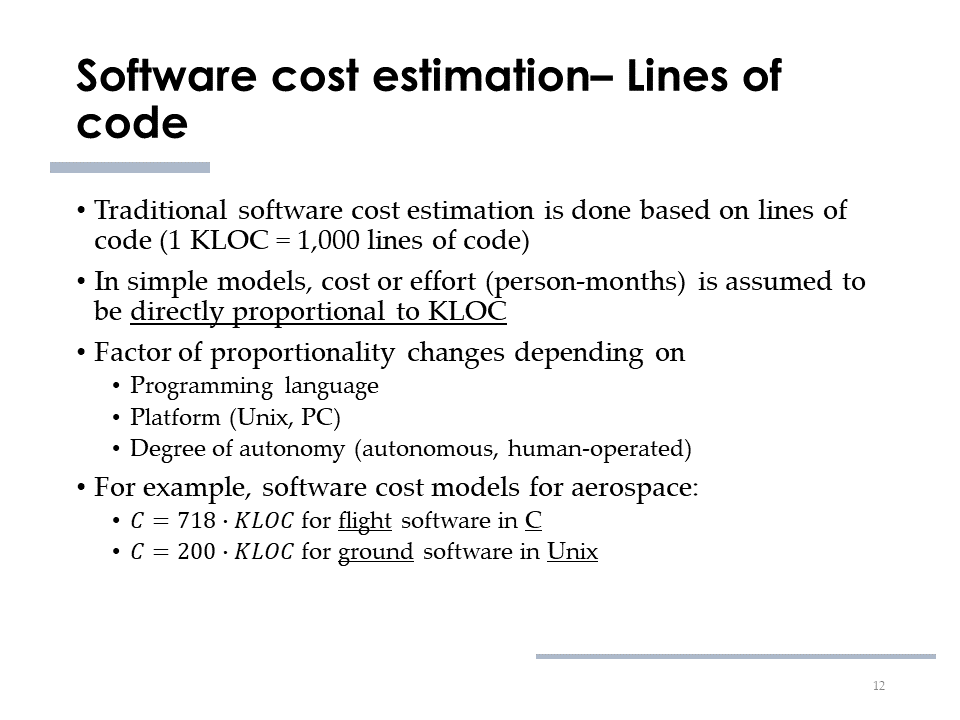 Software cost estimation– Lines of
code
• Traditional software cost estimation is done based on lines of
code (1 KLOC = 1,000 lines of code)
• In simple models, cost or effort (person-months) is assumed to
be directly proportional to KLOC
• Factor of proportionality changes depending on
• Programming language
• Platform (Unix, PC)
• Degree of autonomy (autonomous, human-operated)
• For example, software cost models for aerospace:
• 𝐶 = 718 · 𝐾𝐿𝑂𝐶 for flight software in C
• 𝐶 = 200 · 𝐾𝐿𝑂𝐶 for ground software in Unix
12